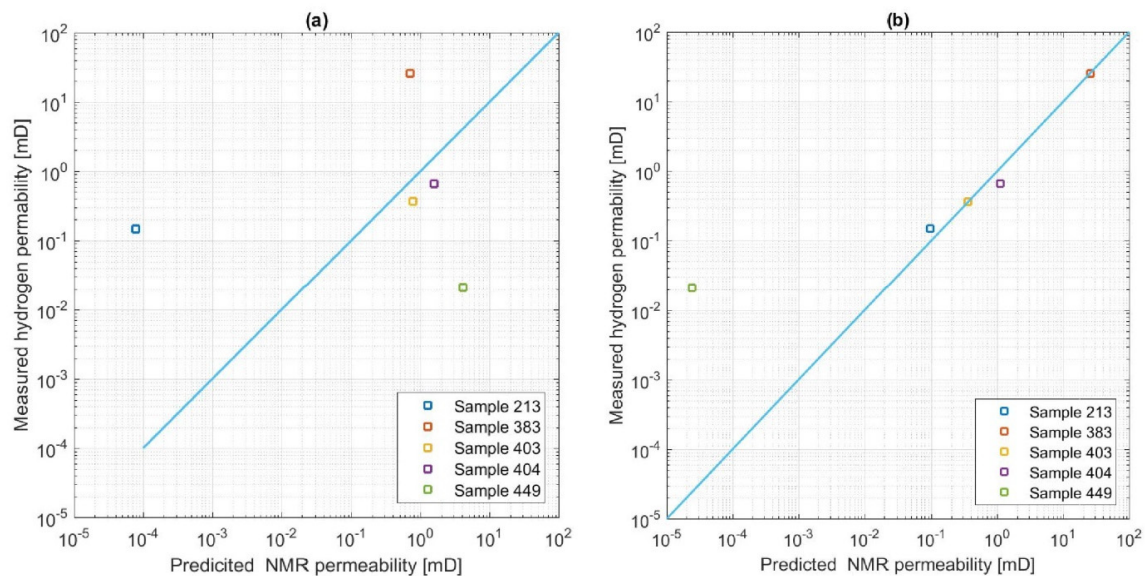 (a)
Measured hydrogen permability [mD]
10^2
10^1
10^0
10^-1
10^-2
10^-3
10^-4
10^-5
Sample 213
Sample 383
Sample 403
Sample 404
Sample 449
10^-5 10^-4 10^-3 10^-2 10^-1 10^0 10^1 10^2
Predicited NMR permeability [mD]
(b)
Measured hydrogen permability [mD]
10^2
10^1
10^0
10^-1
10^-2
10^-3
10^-4
10^-5
Sample 213
Sample 383
Sample 403
Sample 404
Sample 449
10^-5 10^-4 10^-3 10^-2 10^-1 10^0 10^1 10^2
Predicited NMR permeability [mD]